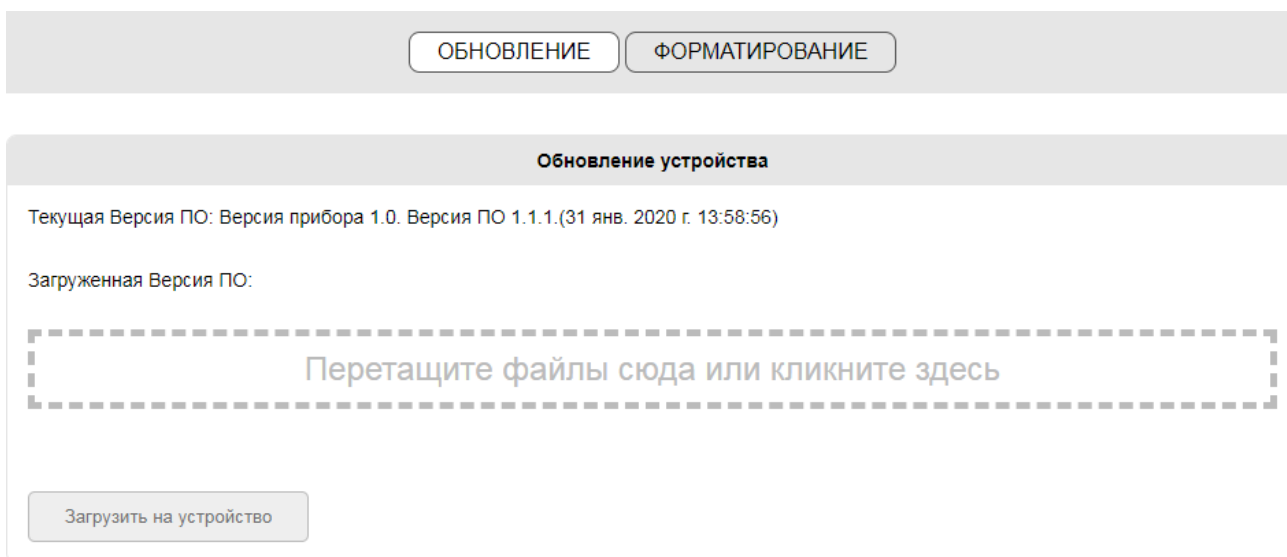 ОБНОВЛЕНИЕ ФОРМАТИРОВАНИЕ
Обновление устройства
Текущая Версия ПО: Версия прибора 1.0. Версия ПО 1.1.1.(31 янв. 2020 г. 13:58:56)
Загруженная Версия ПО:
Перетащите файлы сюда или кликните здесь
Загрузить на устройство